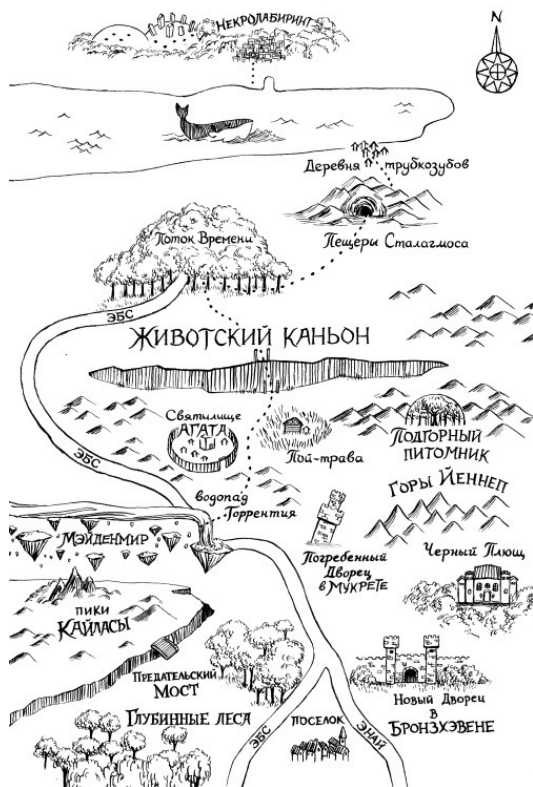 НЕКРОЛАБИРИНТ
N
Деревня трубкозубов
Пещеры Сталагмоса
Поток Времени
ЭБС
ЖИВОТСКИЙ КАНЬОН
Святилище
АГАТА
Пой-трава
ПОДГОРНЫЙ
ПИТОМНИК
ЭБС
ГОРЫ ЙЕННЕП
водопад
Торрентия
МЭЙДЕНМИР
Погребенный
Дворец
в МУКРЕТЕ
Черный Плющ
ПИКИ
КАЙЛАСЫ
ПРЕДАТЕЛЬСКИЙ
МОСТ
Новый Дворец
в
БРОНЗХЭВЕНЕ
ГЛУБИННЫЕ ЛЕСА
ЭБС
ПОСЕЛОК
ЭНАЙ